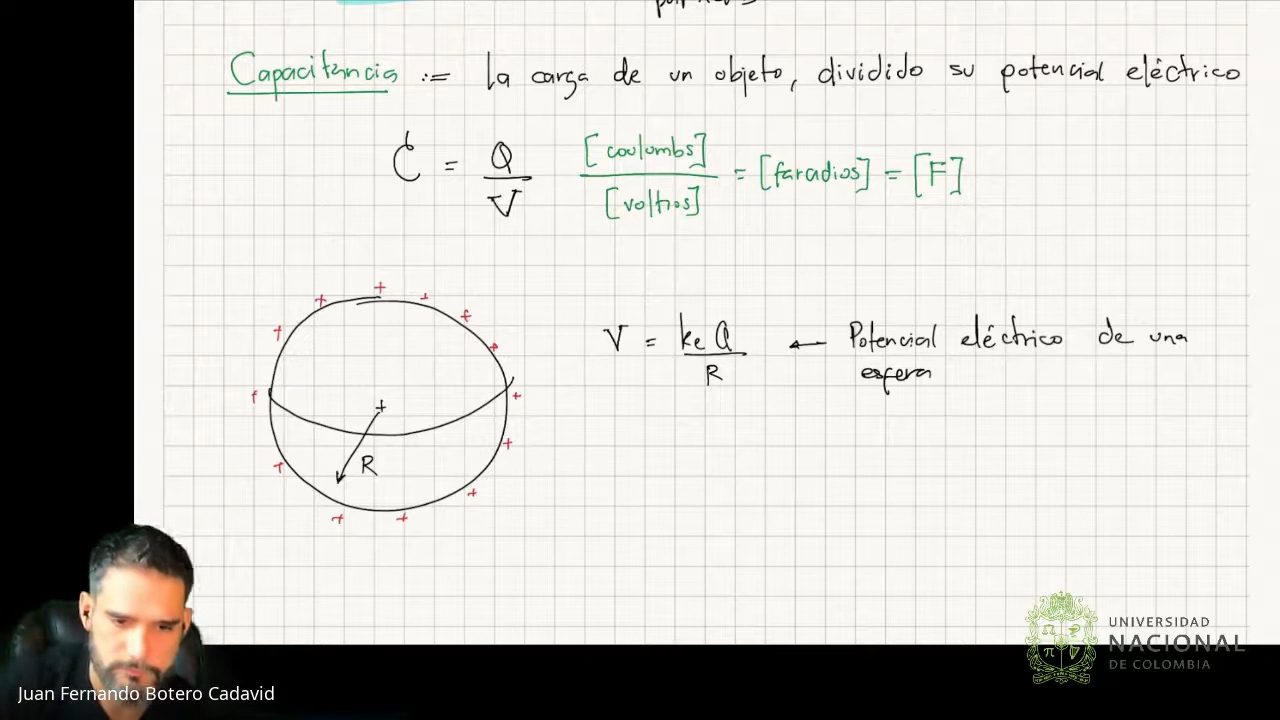 Capacitancia := la carga de un objeto, dividido su potencial eléctrico
C = Q / V [coulombs] / [voltios] = [faradios] = [F]
+ + + + + + + + + + + + + +
V = ke Q / R ← Potencial eléctrico de una
esfera
+
R
UNIVERSIDAD
NACIONAL
DE COLOMBIA
Juan Fernando Botero Cadavid